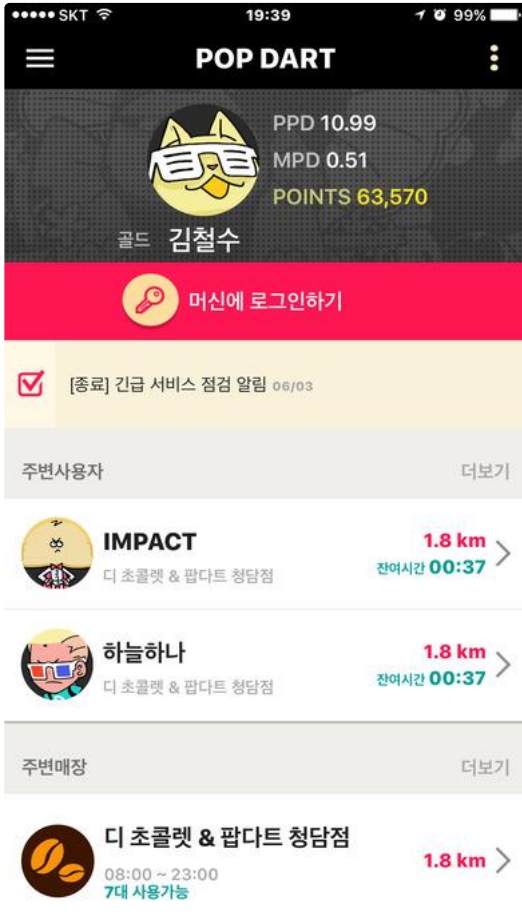 SKT 19:39 99%
POP DART
PPD 10.99
MPD 0.51
POINTS 63,570
골드 김철수
머신에 로그인하기
[종료] 긴급 서비스 점검 알림 06/03
주변사용자 더보기
IMPACT 1.8 km
디 초콜렛 & 팝다트 청담점 잔여시간 00:37
하늘하나 1.8 km
디 초콜렛 & 팝다트 청담점 잔여시간 00:37
주변매장 더보기
디 초콜렛 & 팝다트 청담점
1.8 km
08:00 ~ 23:00
7대 사용가능